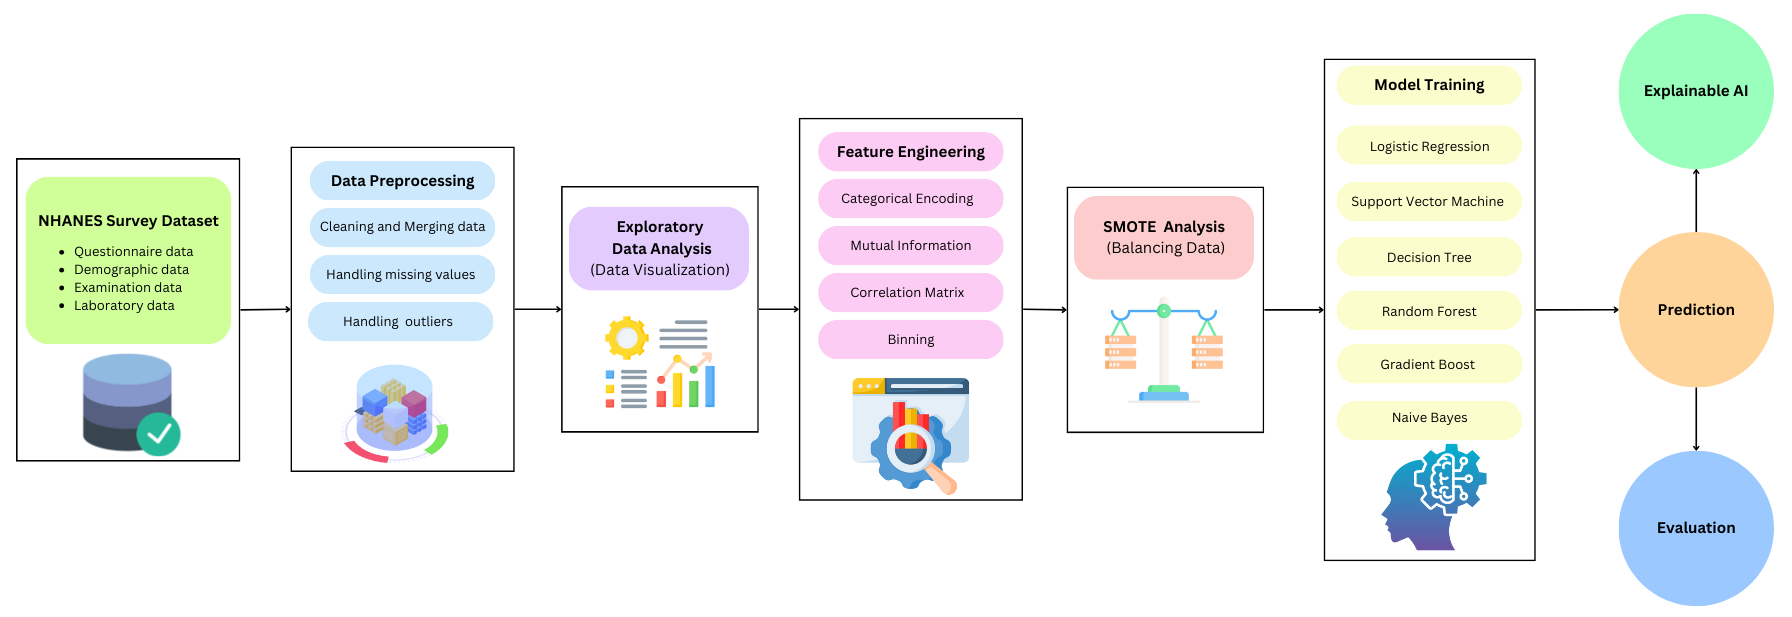 NHANES Survey Dataset
Questionnaire data
Demographic data
Examination data
Laboratory data
Data Preprocessing
Cleaning and Merging data
Handling missing values
Handling outliers
Exploratory
Data Analysis
(Data Visualization)
Feature Engineering
Categorical Encoding
Mutual Information
Correlation Matrix
Binning
SMOTE Analysis
(Balancing Data)
Model Training
Logistic Regression
Support Vector Machine
Decision Tree
Random Forest
Gradient Boost
Naive Bayes
Explainable AI
Prediction
Evaluation